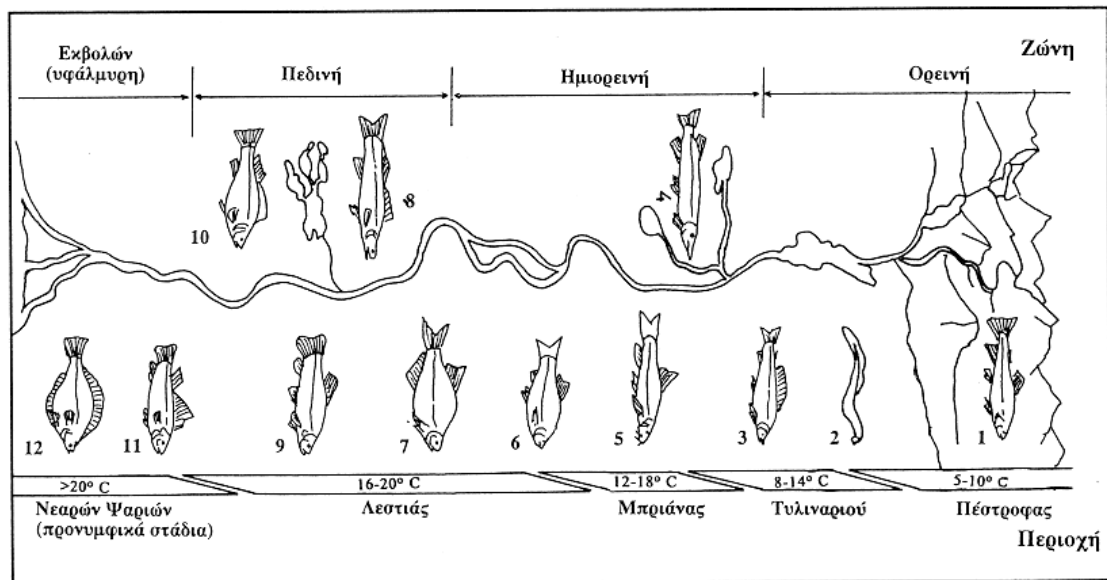 Εκβολών
(υφάλμυρη)
Πεδινή
Ημιορεινή
Ορεινή
Ζώνη
10
8
4
12
11
9
7
6
5
3
2
1
>20° C
16-20° C
12-18° C
8-14° C
5-10° C
Νεαρών Ψαριών
(προνυμφικά στάδια)
Λεστιάς
Μπριάνας
Τυλιναριού
Πέστροφας
Περιοχή